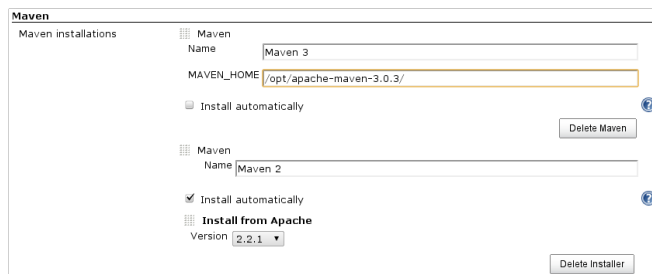 Maven
Maven installations
Maven
Name Maven 3
MAVEN_HOME /opt/apache-maven-3.0.3/
Install automatically
Delete Maven
Maven
Name Maven 2
Install automatically
Install from Apache
Version 2.2.1
Delete Installer